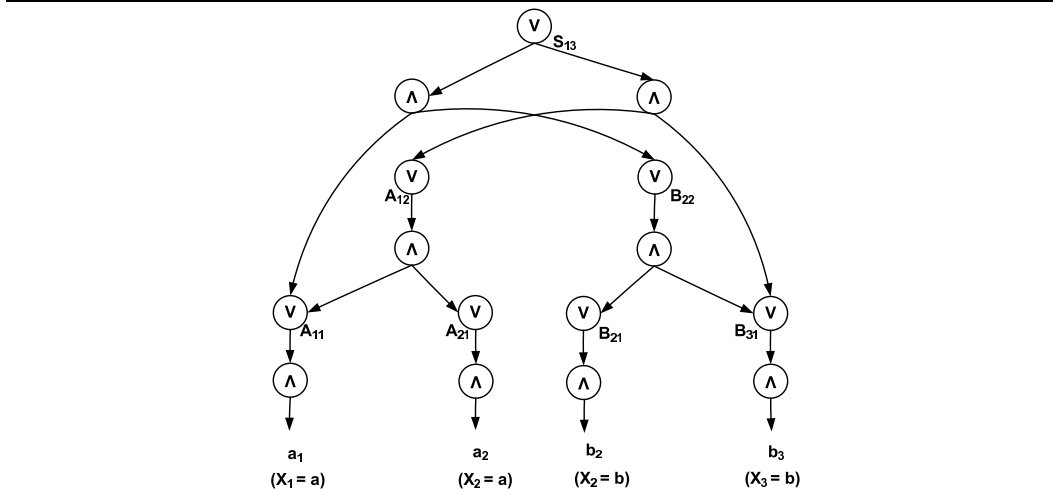 V
S13
Λ Λ
V V
A12 B22
Λ Λ
V V V V
A11 A21 B21 B31
Λ Λ Λ Λ
a1 a2 b2 b3
(X1 = a) (X2 = a) (X2 = b) (X3 = b)